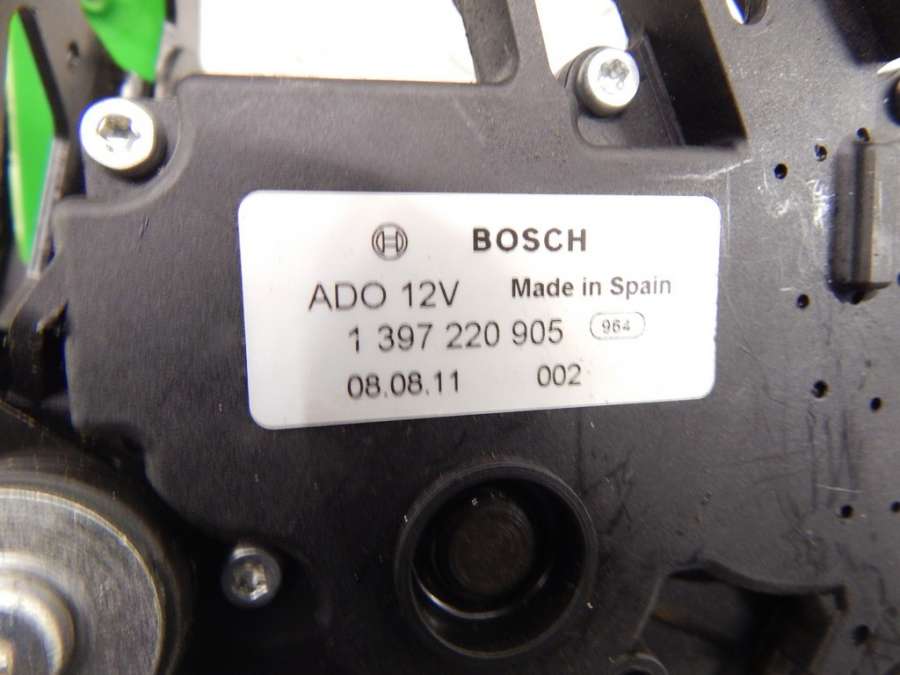 BOSCH
ADO 12V Made in Spain
1 397 220 905 964
08.08.11 002